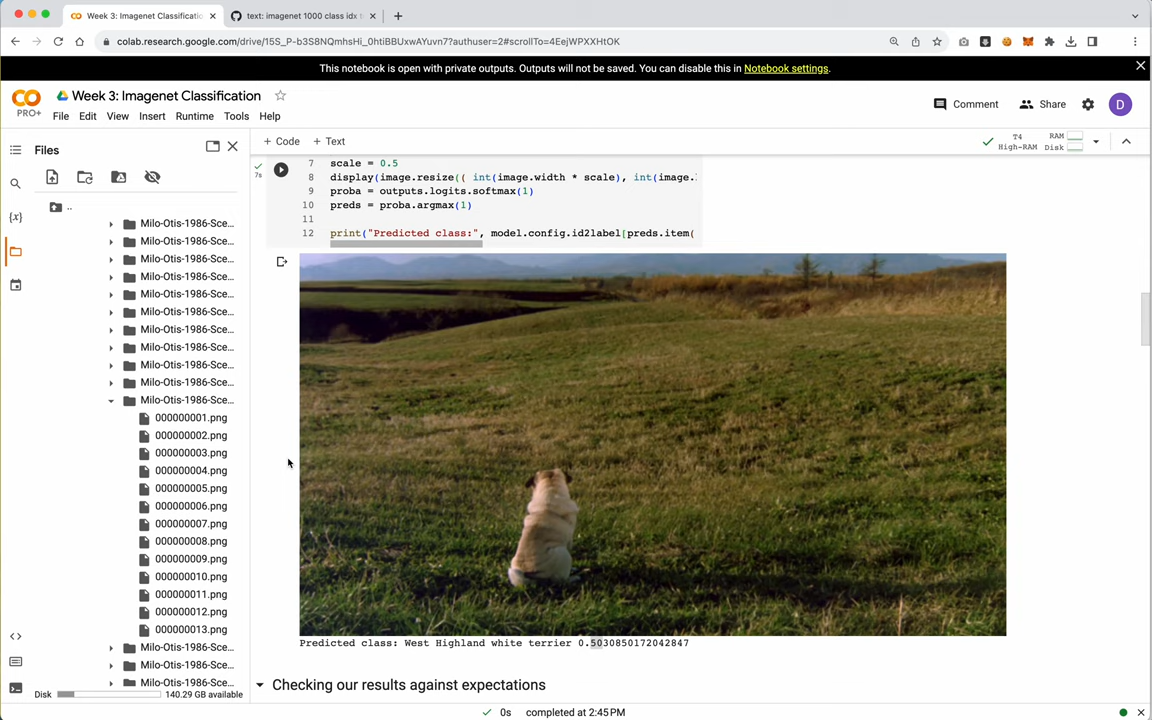 Week 3: Imagenet Classificatio
text: imagenet 1000 class idx t
colab.research.google.com/drive/15S_P-b3S8NQmhsHi_0htiBBUxwAYuvn7?authuser=2#scrollTo=4EejWPXXHtOK
This notebook is open with private outputs. Outputs will not be saved. You can disable this in Notebook settings.
PRO+
Week 3: Imagenet Classification
File Edit View Insert Runtime Tools Help
Comment
Share
D
Files
+ Code + Text
T4
High-RAM
RAM
Disk
{x}
..
Milo-Otis-1986-Sce...
Milo-Otis-1986-Sce...
Milo-Otis-1986-Sce...
Milo-Otis-1986-Sce...
Milo-Otis-1986-Sce...
Milo-Otis-1986-Sce...
Milo-Otis-1986-Sce...
Milo-Otis-1986-Sce...
Milo-Otis-1986-Sce...
Milo-Otis-1986-Sce...
Milo-Otis-1986-Sce...
000000001.png
000000002.png
000000003.png
000000004.png
000000005.png
000000006.png
000000007.png
000000008.png
000000009.png
000000010.png
000000011.png
000000012.png
000000013.png
Milo-Otis-1986-Sce...
Milo-Otis-1986-Sce...
Milo-Otis-1986-Sce...
Disk
140.29 GB available
7s
7 scale = 0.5
8 display(image.resize(( int(image.width * scale), int(image.
9 proba = outputs.logits.softmax(1)
10 preds = proba.argmax(1)
11
12 print("Predicted class:", model.config.id2label[preds.item(
Predicted class: West Highland white terrier 0.5030850172042847
Checking our results against expectations
0s completed at 2:45 PM